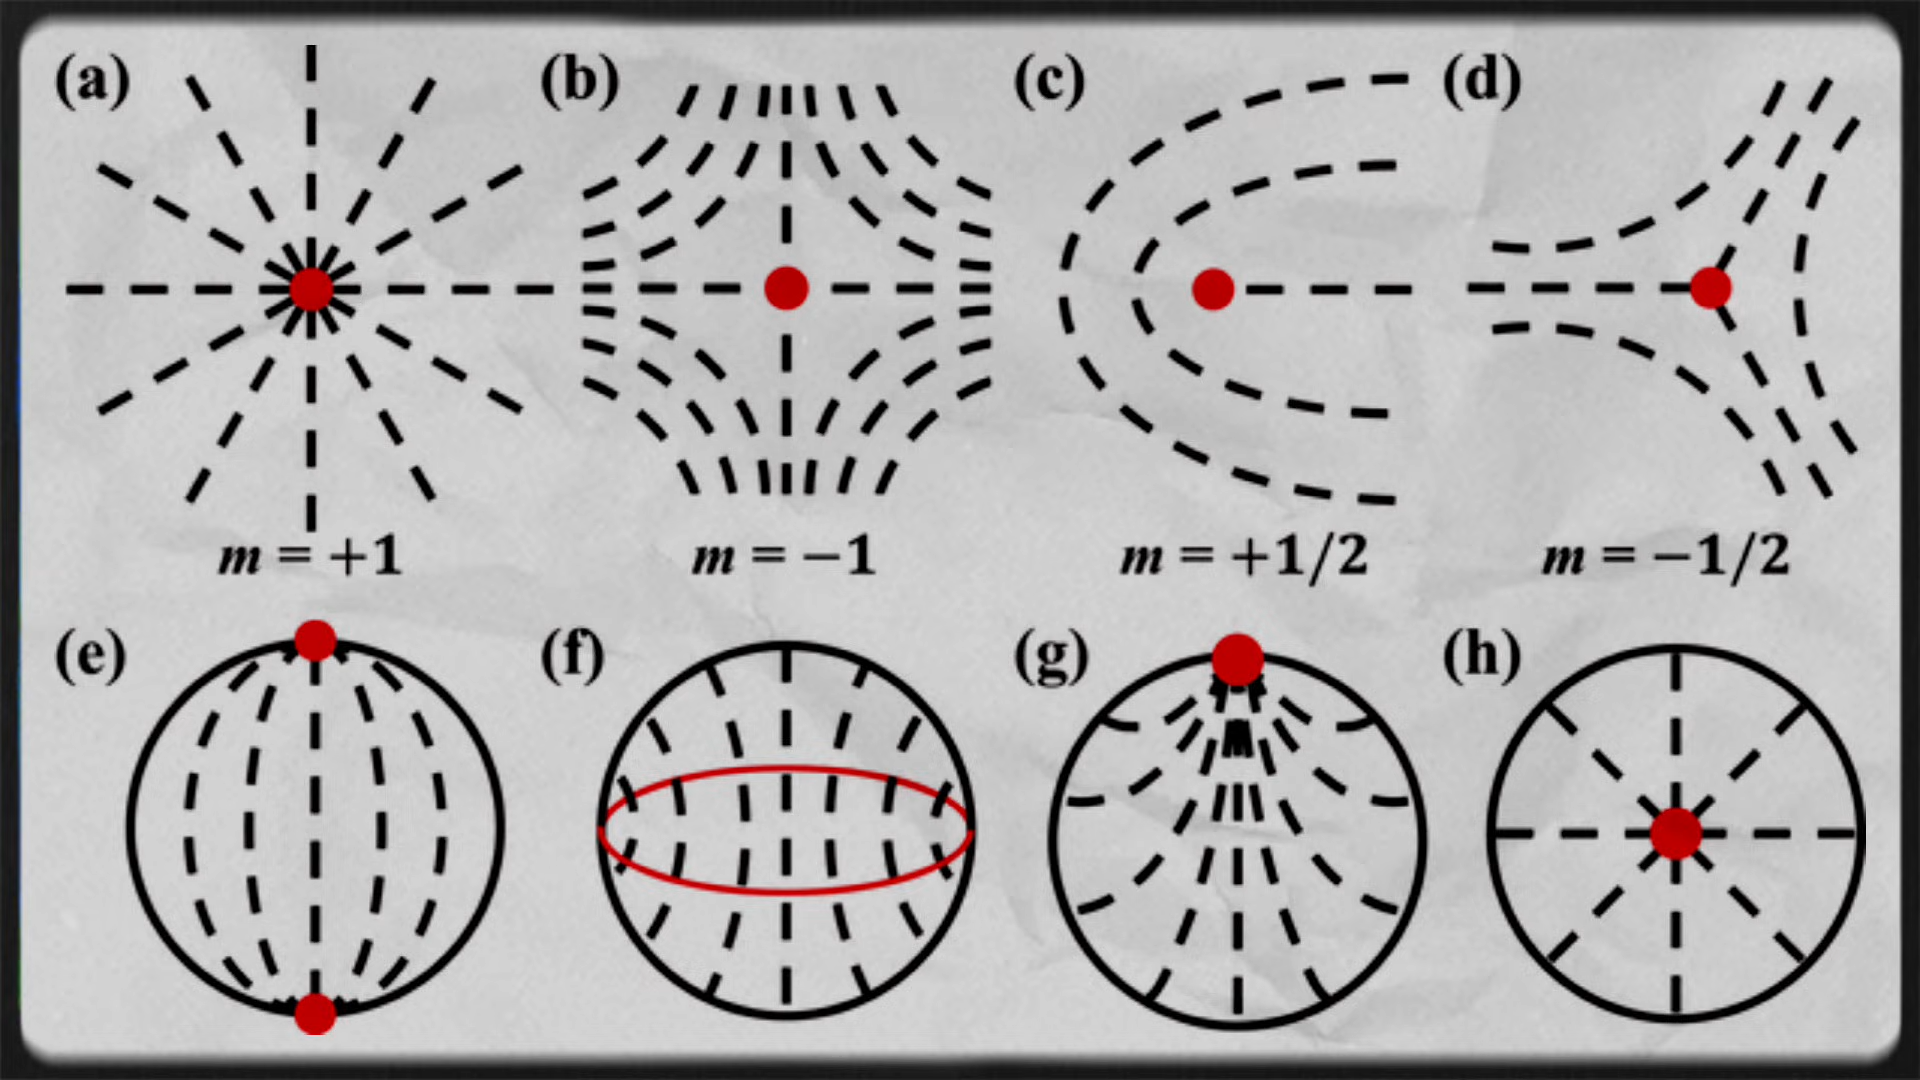 (a) (b) (c) (d)
m = +1 m = −1 m = +1/2 m = −1/2
(e) (f) (g) (h)